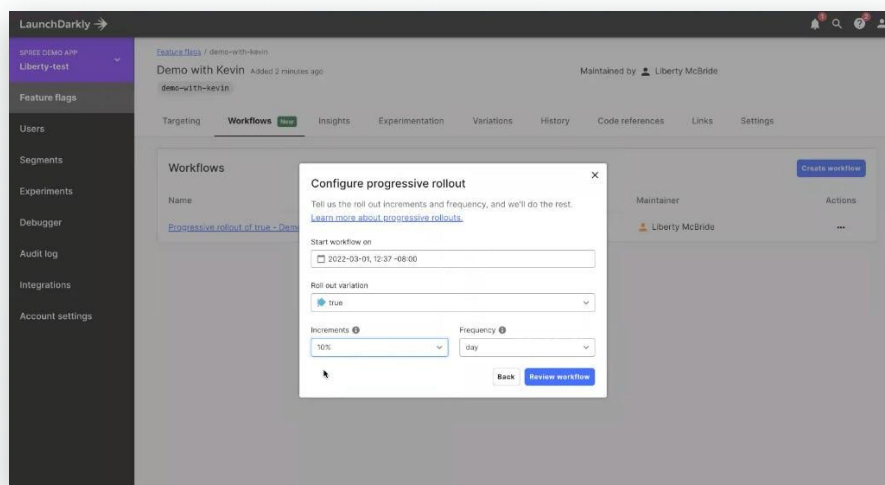 LaunchDarkly
SPREE DEMO APP
Liberty-test
Feature flags
Users
Segments
Experiments
Debugger
Audit log
Integrations
Account settings
Feature flags / demo-with-kevin
Demo with Kevin Added 2 minutes ago
demo-with-kevin
Maintained by Liberty McBride
Targeting Workflows New Insights Experimentation Variations History Code references Links Settings
Workflows
Create workflow
Name Maintainer Actions
Progressive rollout of true - Demo
Liberty McBride
Configure progressive rollout
Tell us the roll out increments and frequency, and we'll do the rest.
Learn more about progressive rollouts.
Start workflow on
2022-03-01, 12:37 -08:00
Roll out variation
true
Increments Frequency
10% day
Back Review workflow